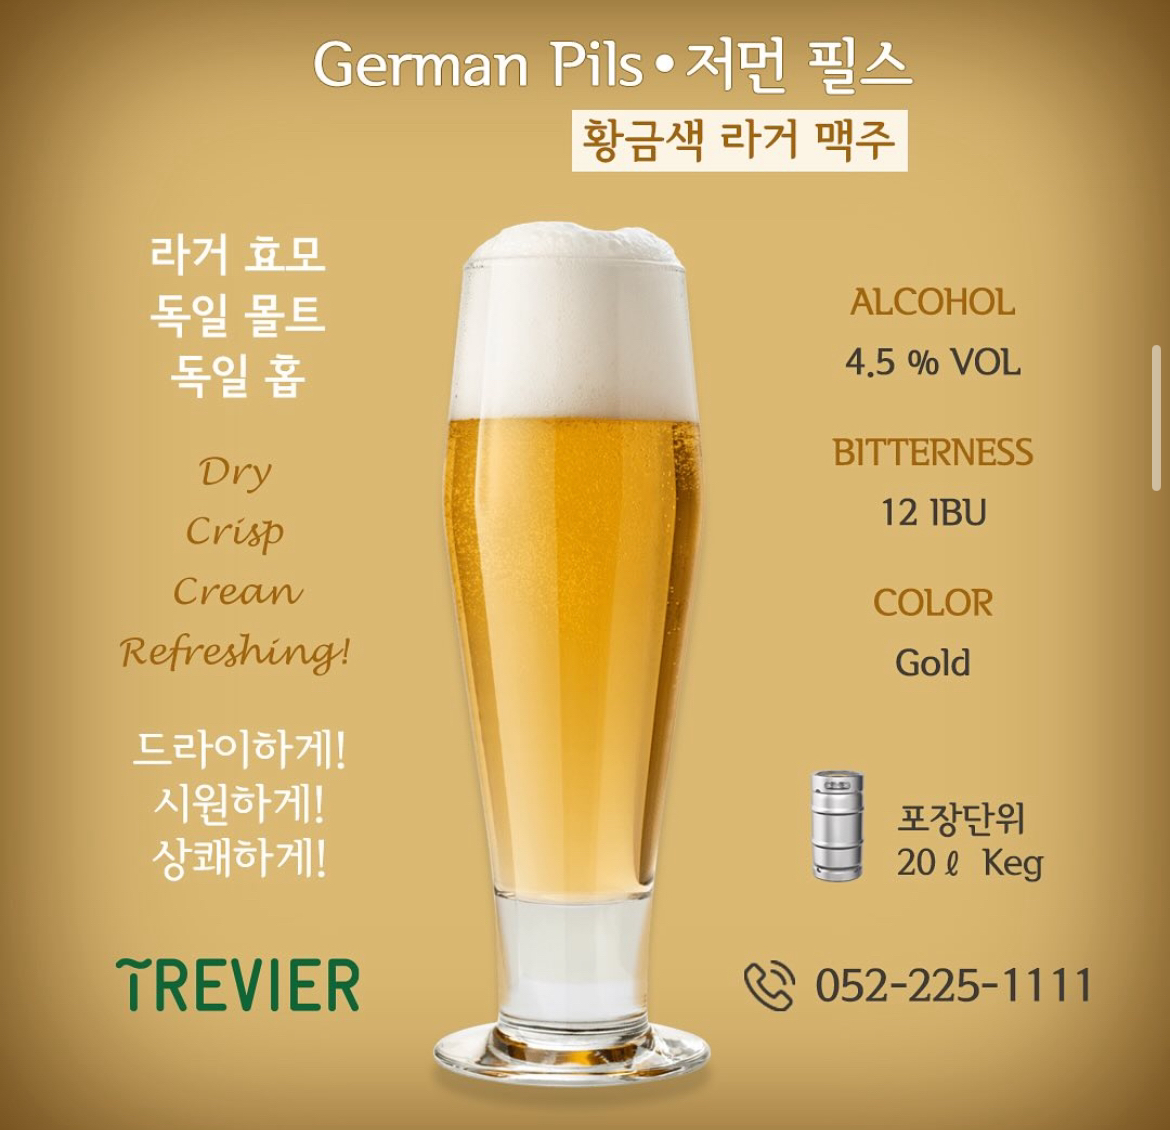 German Pils•저먼 필스
황금색 라거 맥주
라거 효모
독일 몰트
독일 홉
Dry
Crisp
Crean
Refreshing!
드라이하게!
시원하게!
상쾌하게!
TREVIER
ALCOHOL
4.5 % VOL
BITTERNESS
12 IBU
COLOR
Gold
포장단위
20 ℓ Keg
052-225-1111